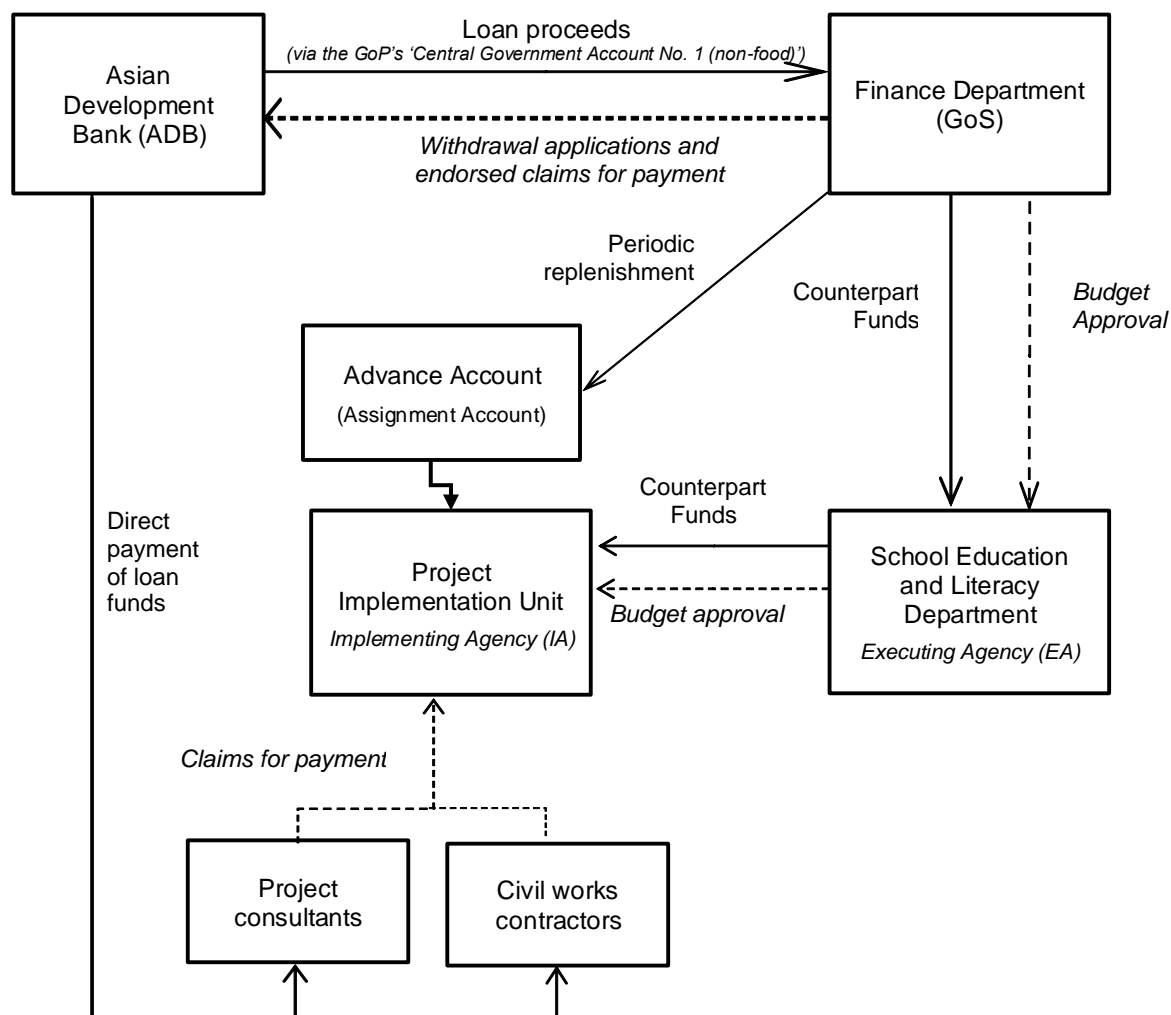 Loan proceeds
(via the GoP's 'Central Government Account No. 1 (non-food)')
Asian
Development
Bank (ADB)
Finance Department
(GoS)
Withdrawal applications and
endorsed claims for payment
Periodic
replenishment
Counterpart
Funds
Budget
Approval
Advance Account
(Assignment Account)
Counterpart
Funds
Direct
payment
of loan
funds
Project
Implementation Unit
Implementing Agency (IA)
Budget approval
School Education
and Literacy
Department
Executing Agency (EA)
Claims for payment
Project
consultants
Civil works
contractors